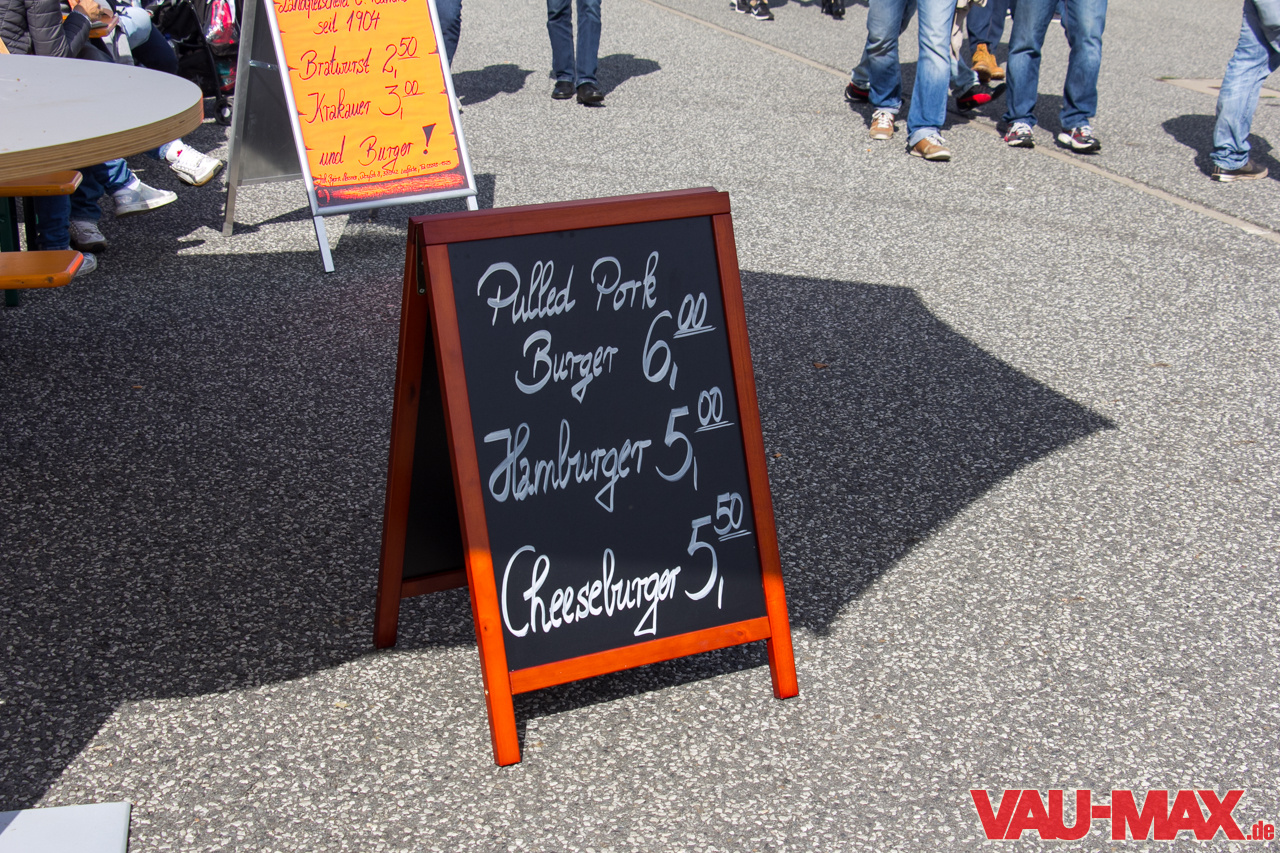 seit 1904
Bratwurst 2,50
Krakauer 3,00
und Burger!
Pulled Pork
Burger 6,00
Hamburger 5,00
Cheeseburger 5,50
VAU-MAX.de